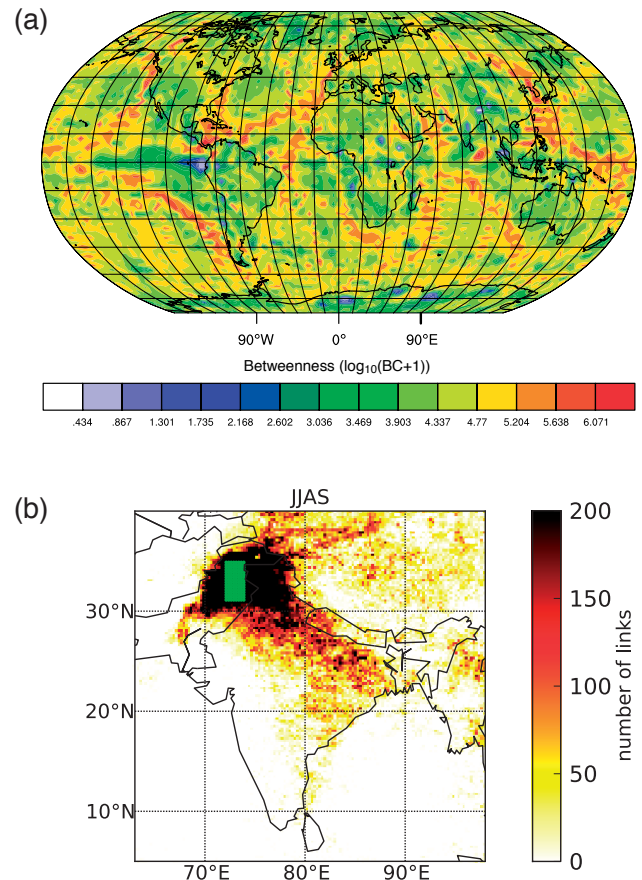 (a)
90°W 0° 90°E
Betweenness (log10(BC+1))
.434 .867 1.301 1.735 2.168 2.602 3.036 3.469 3.903 4.337 4.77 5.204 5.638 6.071
(b)
JJAS
200
30°N
150
100
20°N
50
10°N
0
number of links
70°E 80°E 90°E